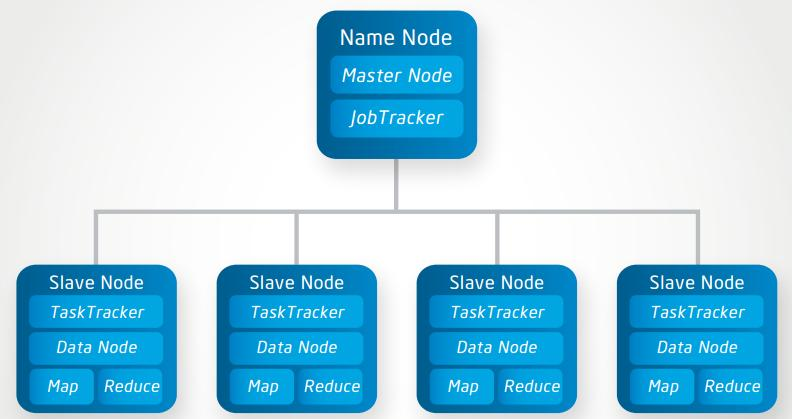 Name Node
Master Node
JobTracker
Slave Node
TaskTracker
Data Node
Map Reduce
Slave Node
TaskTracker
Data Node
Map Reduce
Slave Node
TaskTracker
Data Node
Map Reduce
Slave Node
TaskTracker
Data Node
Map Reduce